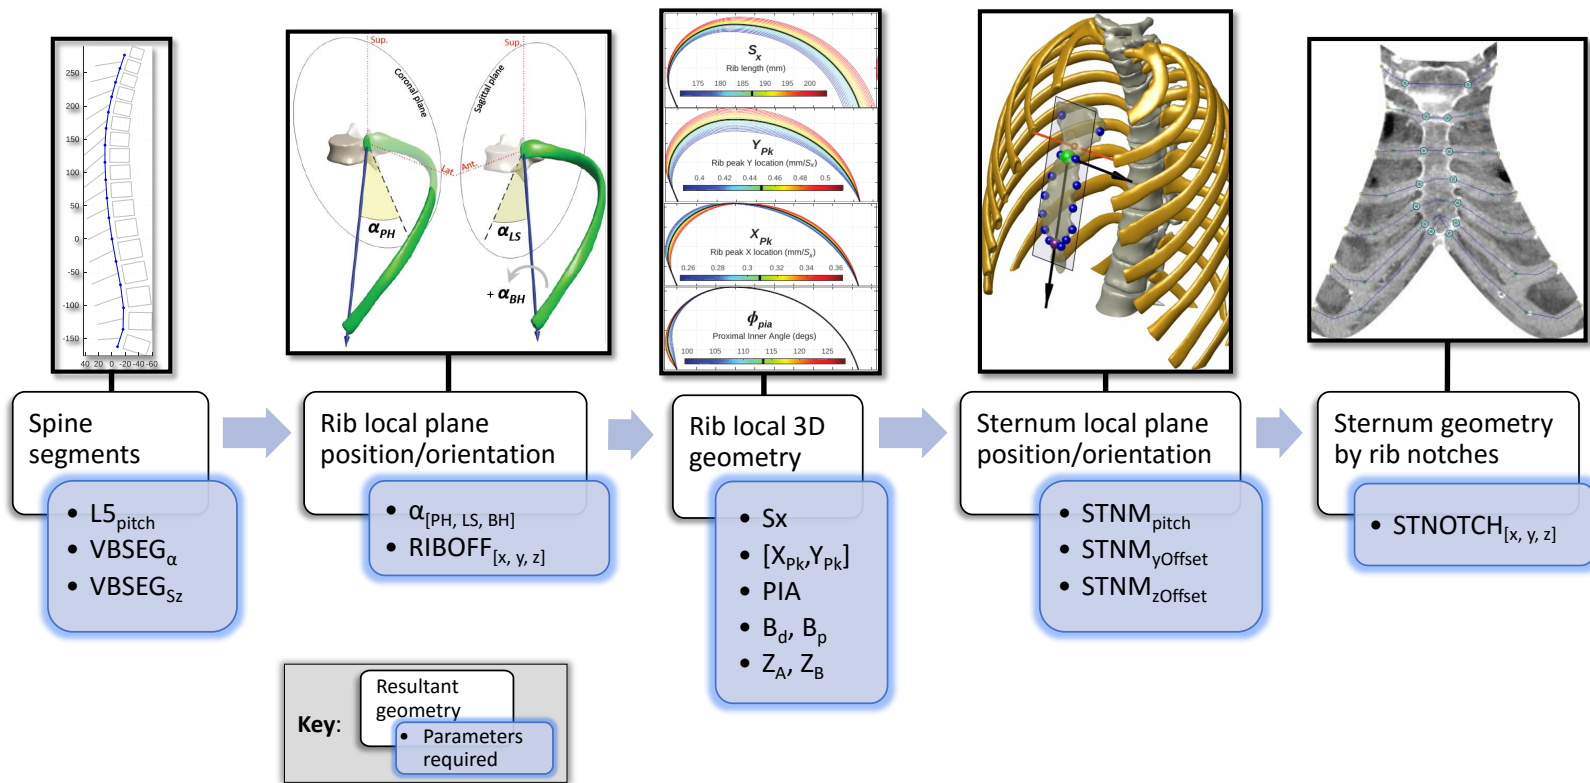 250
200
150
100
50
0
-50
-100
-150
40 20 0 -20 -40 -60
Sup.
Sup.
Coronal plane
Sagittal plane
Lat.
Ant.
αPH
αLS
+ αBH
Sx
Rib length (mm)
175 180 185 190 195 200
YPk
Rib peak Y location (mm/Sx)
0.4 0.42 0.44 0.46 0.48 0.5
XPk
Rib peak X location (mm/Sx)
0.26 0.28 0.3 0.32 0.34 0.36
ϕpia
Proximal Inner Angle (degs)
100 105 110 115 120 125
Spine
segments
• L5pitch
• VBSEGα
• VBSEGSz
Rib local plane
position/orientation
• α[PH, LS, BH]
• RIBOFF[x, y, z]
Rib local 3D
geometry
• Sx
• [XPk,YPk]
• PIA
• Bd, Bp
• ZA, ZB
Sternum local plane
position/orientation
• STNMpitch
• STNMyOffset
• STNMzOffset
Sternum geometry
by rib notches
• STNOTCH[x, y, z]
Key:
Resultant
geometry
• Parameters
required